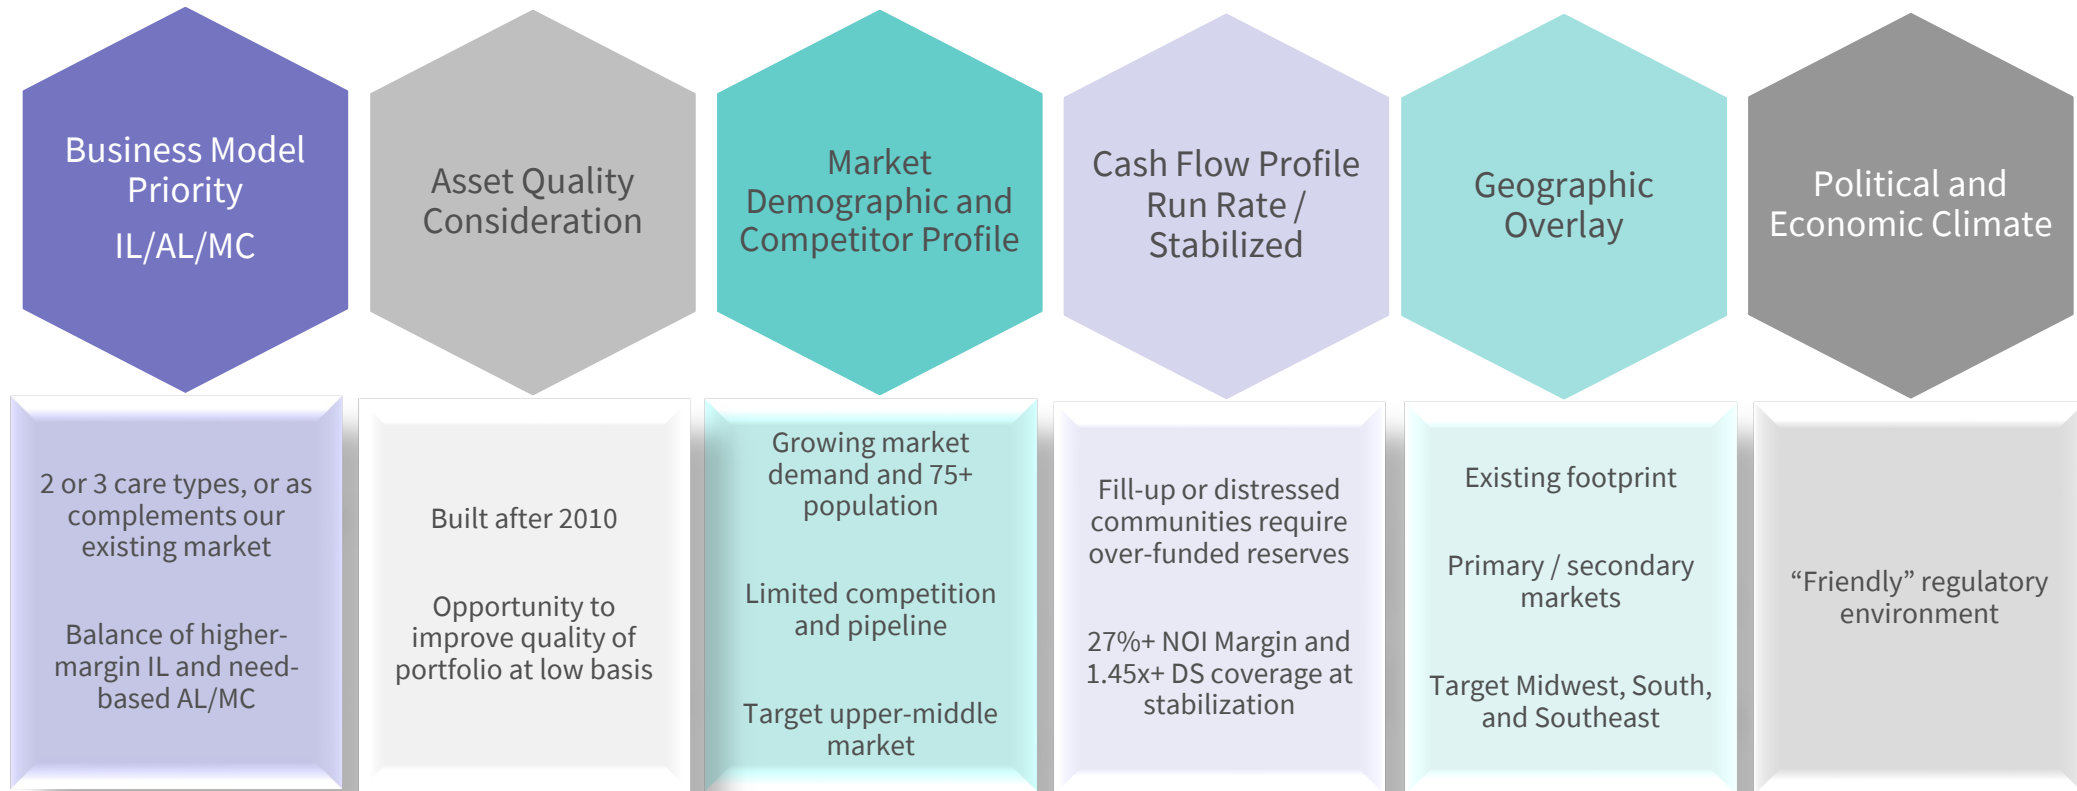 Business Model
Priority
IL/AL/MC
Asset Quality
Consideration
Market
Demographic and
Competitor Profile
Cash Flow Profile
Run Rate /
Stabilized
Geographic
Overlay
Political and
Economic Climate
2 or 3 care types, or as
complements our
existing market
Balance of higher-
margin IL and need-
based AL/MC
Built after 2010
Opportunity to
improve quality of
portfolio at low basis
Growing market
demand and 75+
population
Limited competition
and pipeline
Target upper-middle
market
Fill-up or distressed
communities require
over-funded reserves
27%+ NOI Margin and
1.45x+ DS coverage at
stabilization
Existing footprint
Primary / secondary
markets
Target Midwest, South,
and Southeast
“Friendly” regulatory
environment